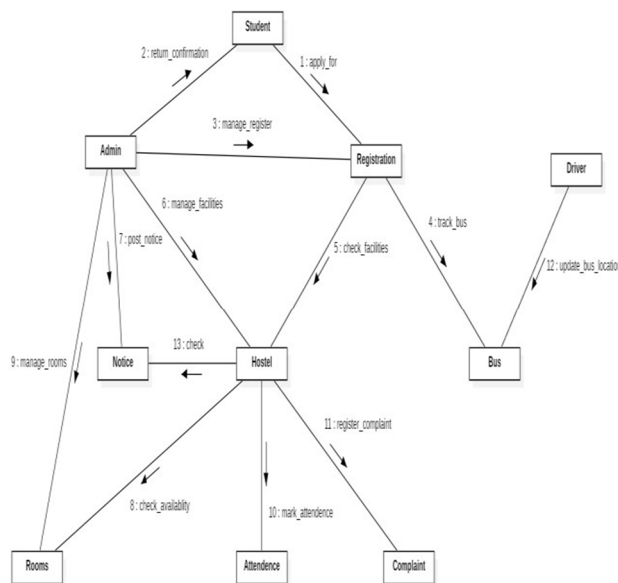 Student
2 : return_confirmation
1 : apply_for
3 : manage_register
Admin
Registration
Driver
6 : manage_facilities
7 : post_notice
4 : track_bus
5 : check_facilities
12 : update_bus_locatio
13 : check
9 : manage_rooms
Notice
Hostel
Bus
11 : register_complaint
8 : check_availablity
10 : mark_attendence
Rooms
Attendence
Complaint